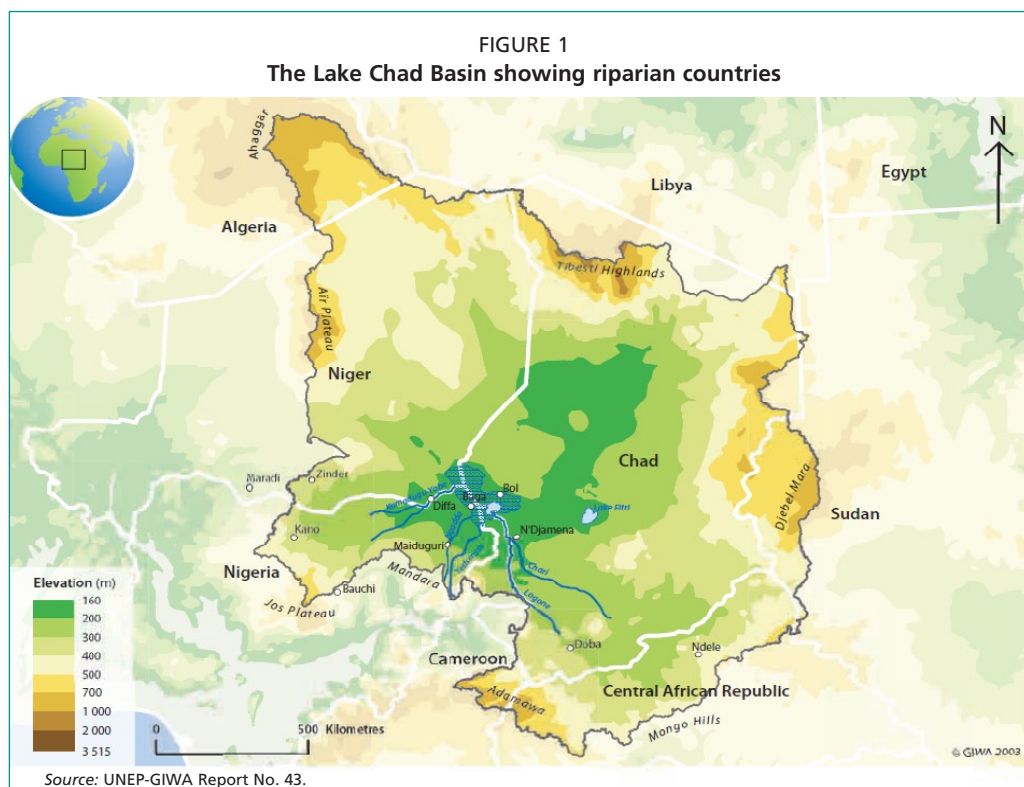 FIGURE 1
The Lake Chad Basin showing riparian countries
N
Ahaggar
Libya
Egypt
Algeria
Tibesti Highlands
Aïr Plateau
Niger
Chad
Maradi
Zinder
Bol
Komodugu-Yobe
Baga
Diffa
Lake Fitri
Djebel Mara
Sudan
Kano
N'Djamena
Maiduguri
Chari
Nigeria
Mandara
Logone
Elevation (m)
Bauchi
Jos Plateau
160
200
300
400
500
700
1 000
2 000
3 515
Doba
Ndele
Cameroon
Adamawa
Central African Republic
Mongo Hills
0 500 Kilometres
© GIWA 2003
Source: UNEP-GIWA Report No. 43.